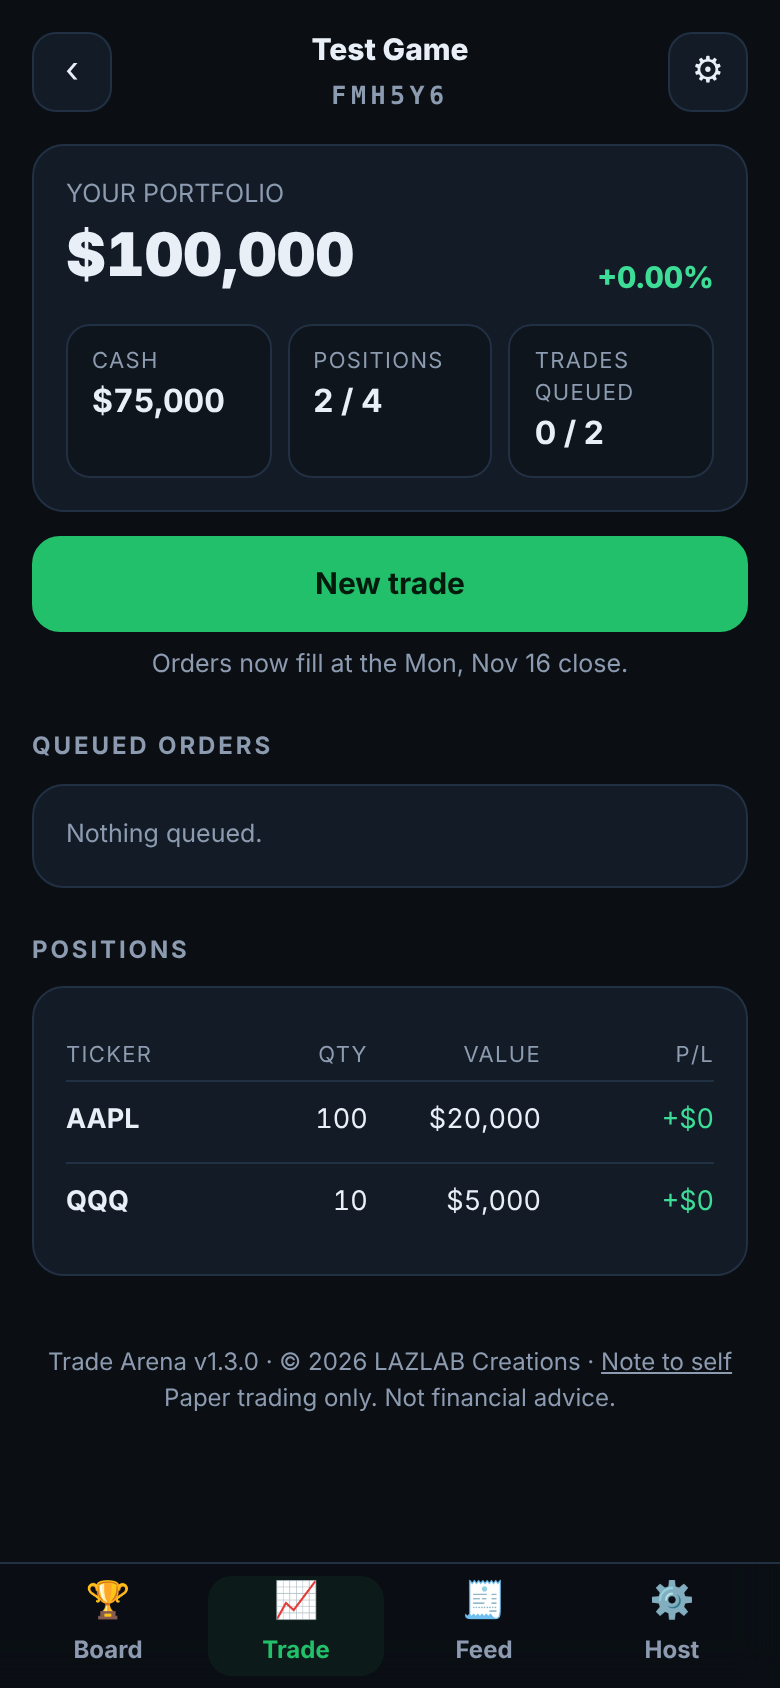 ‹
Test Game
FMH5Y6
YOUR PORTFOLIO
$100,000
+0.00%
CASH
$75,000
POSITIONS
2 / 4
TRADES
QUEUED
0 / 2
New trade
Orders now fill at the Mon, Nov 16 close.
QUEUED ORDERS
Nothing queued.
POSITIONS
TICKER QTY VALUE P/L
AAPL 100 $20,000 +$0
QQQ 10 $5,000 +$0
Trade Arena v1.3.0 · © 2026 LAZLAB Creations · Note to self
Paper trading only. Not financial advice.
Board Trade Feed Host